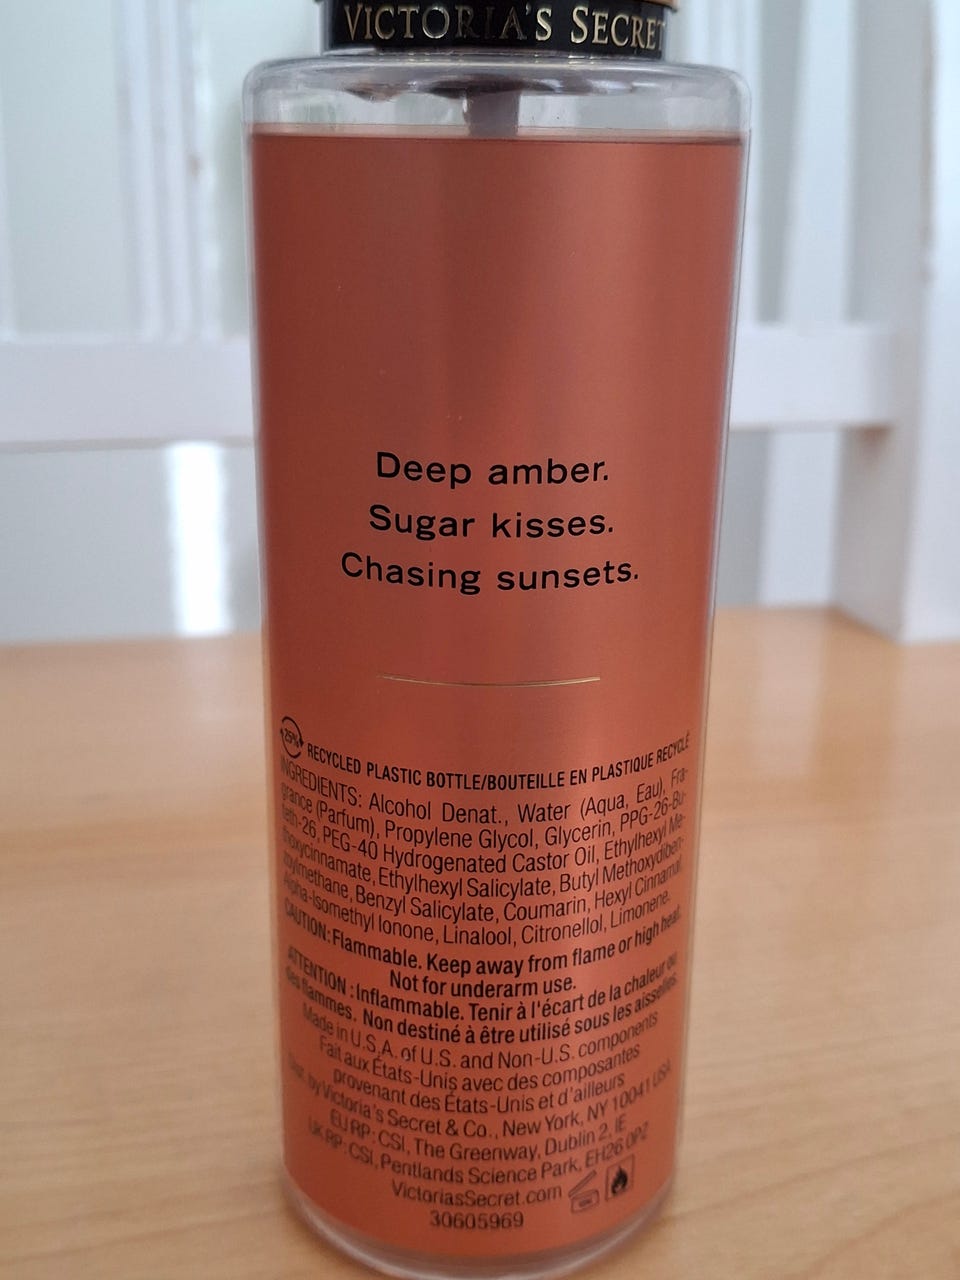 VICTORIA'S SECRET
Deep amber.
Sugar kisses.
Chasing sunsets.
25%
RECYCLED PLASTIC BOTTLE/BOUTEILLE EN PLASTIQUE RECYCLÉ
INGREDIENTS: Alcohol Denat., Water (Aqua, Eau), Fra-
grance (Parfum), Propylene Glycol, Glycerin, PPG-26-Bu-
teth-26, PEG-40 Hydrogenated Castor Oil, Ethylhexyl Me-
thoxycinnamate, Ethylhexyl Salicylate, Butyl Methoxydiben-
zoylmethane, Benzyl Salicylate, Coumarin, Hexyl Cinnamal,
Alpha-Isomethyl Ionone, Linalool, Citronellol, Limonene.
CAUTION: Flammable. Keep away from flame or high heat.
Not for underarm use.
ATTENTION : Inflammable. Tenir à l'écart de la chaleur ou
des flammes. Non destiné à être utilisé sous les aisselles.
Made in U.S.A. of U.S. and Non-U.S. components
Fait aux États-Unis avec des composantes
provenant des États-Unis et d'ailleurs
Dist. by Victoria's Secret & Co., New York, NY 10041 USA
EU RP: CSI, The Greenway, Dublin 2, IE
UK RP: CSI, Pentlands Science Park, EH26 0PZ
VictoriasSecret.com
30605969